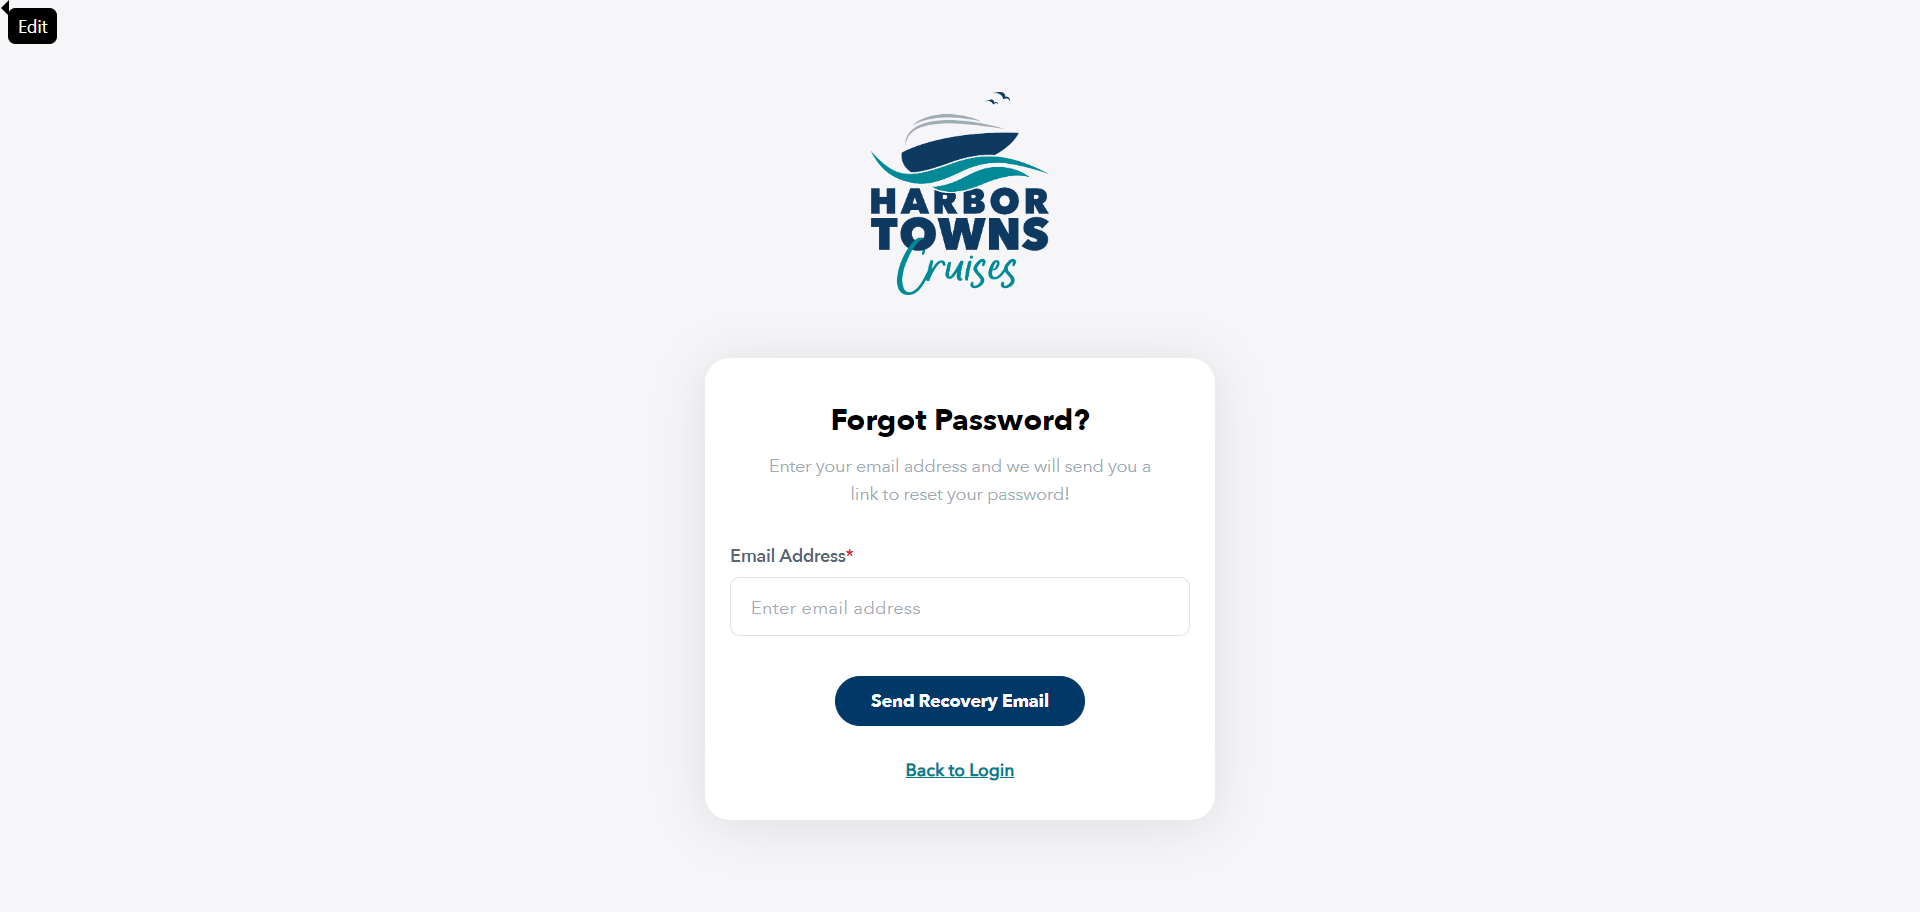 Edit
HARBOR
TOWNS
Cruises
Forgot Password?
Enter your email address and we will send you a
link to reset your password!
Email Address*
Enter email address
Send Recovery Email
Back to Login